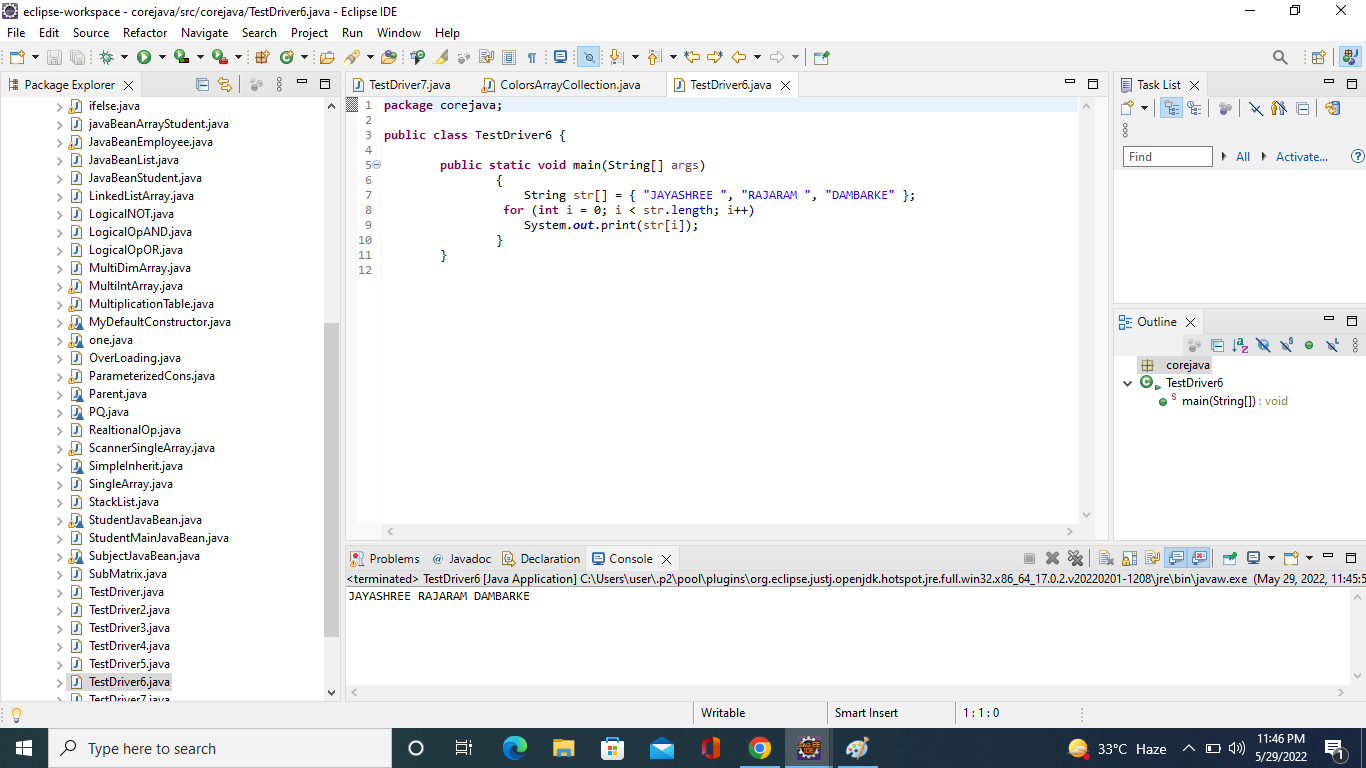 eclipse-workspace - corejava/src/corejava/TestDriver6.java - Eclipse IDE
File Edit Source Refactor Navigate Search Project Run Window Help
Package Explorer
ifelse.java
javaBeanArrayStudent.java
JavaBeanEmployee.java
JavaBeanList.java
JavaBeanStudent.java
LinkedListArray.java
LogicalNOT.java
LogicalOpAND.java
LogicalOpOR.java
MultiDimArray.java
MultiIntArray.java
MultiplicationTable.java
MyDefaultConstructor.java
one.java
OverLoading.java
ParameterizedCons.java
Parent.java
PQ.java
RealtionalOp.java
ScannerSingleArray.java
SimpleInherit.java
SingleArray.java
StackList.java
StudentJavaBean.java
StudentMainJavaBean.java
SubjectJavaBean.java
SubMatrix.java
TestDriver.java
TestDriver2.java
TestDriver3.java
TestDriver4.java
TestDriver5.java
TestDriver6.java
TestDriver7.java
TestDriver7.java ColorsArrayCollection.java TestDriver6.java
1 package corejava;
2
3 public class TestDriver6 {
4
5 public static void main(String[] args)
6 {
7 String str[] = { "JAYASHREE ", "RAJARAM ", "DAMBARKE" };
8 for (int i = 0; i < str.length; i++)
9 System.out.print(str[i]);
10 }
11 }
12
Task List
Find All Activate...
Outline
corejava
TestDriver6
main(String[]) : void
Problems Javadoc Declaration Console
<terminated> TestDriver6 [Java Application] C:\Users\user\.p2\pool\plugins\org.eclipse.justj.openjdk.hotspot.jre.full.win32.x86_64_17.0.2.v20220201-1208\jre\bin\javaw.exe (May 29, 2022, 11:45:5
JAYASHREE RAJARAM DAMBARKE
Writable Smart Insert 1 : 1 : 0
Type here to search
33°C Haze
11:46 PM
5/29/2022
1